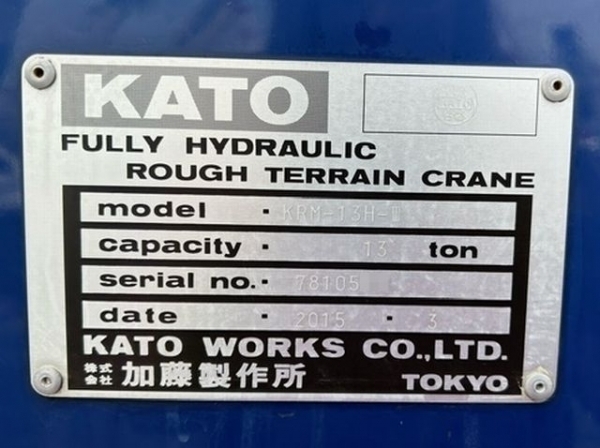 KATO
FULLY HYDRAULIC
ROUGH TERRAIN CRANE
model · KRM-13H-Ⅱ
capacity · 13 ton
serial no. · 78105
date · 2015 · 3
KATO WORKS CO.,LTD.
株式会社 加藤製作所 TOKYO